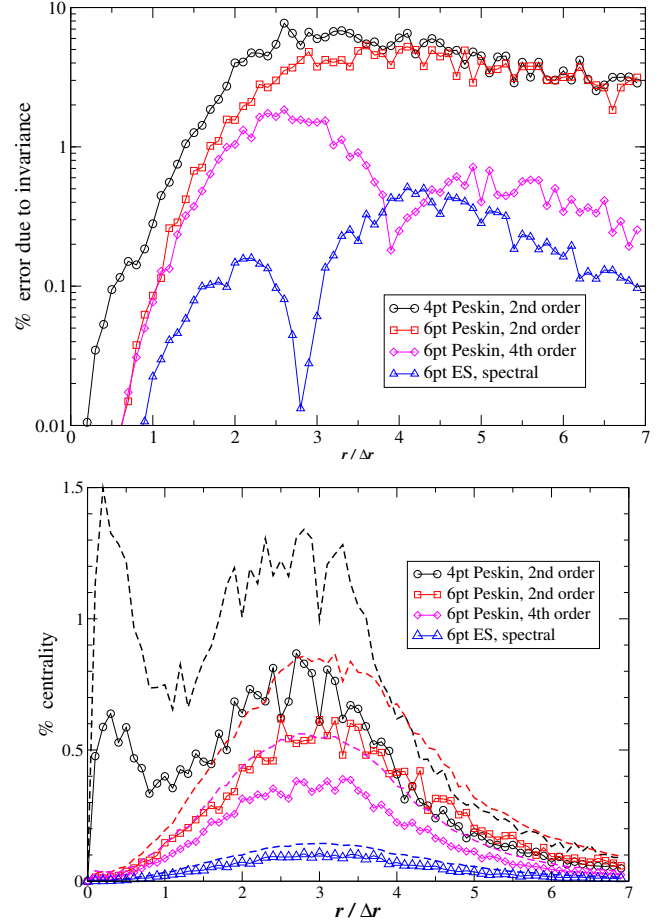 10
1
0.1
0.01
% error due to invariance
4pt Peskin, 2nd order
6pt Peskin, 2nd order
6pt Peskin, 4th order
6pt ES, spectral
0 1 2 3 4 5 6 7
r / Δr
1.5
1
0.5
0
% centrality
4pt Peskin, 2nd order
6pt Peskin, 2nd order
6pt Peskin, 4th order
6pt ES, spectral
0 1 2 3 4 5 6 7
r / Δr